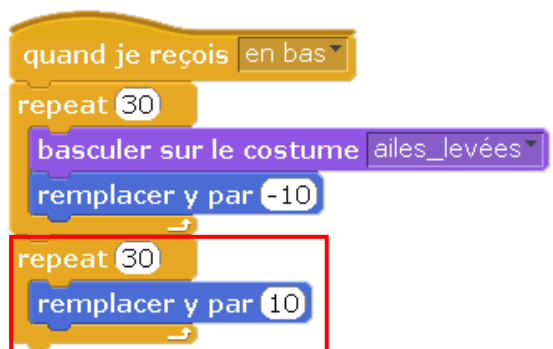 quand je reçois en bas
repeat 30
basculer sur le costume ailes_levées
remplacer y par -10
repeat 30
remplacer y par 10